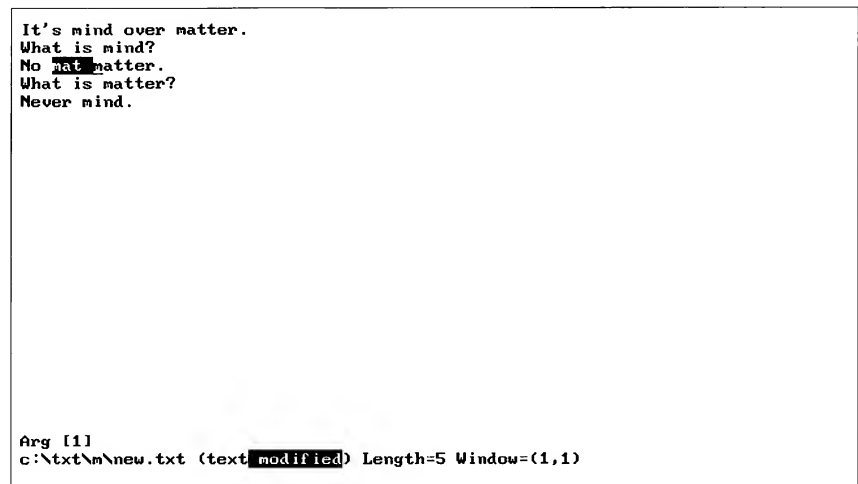 It's mind over matter.
What is mind?
No mat matter.
What is matter?
Never mind.
Arg [1]
c:\txt\m\new.txt (text modified) Length=5 Window=(1,1)